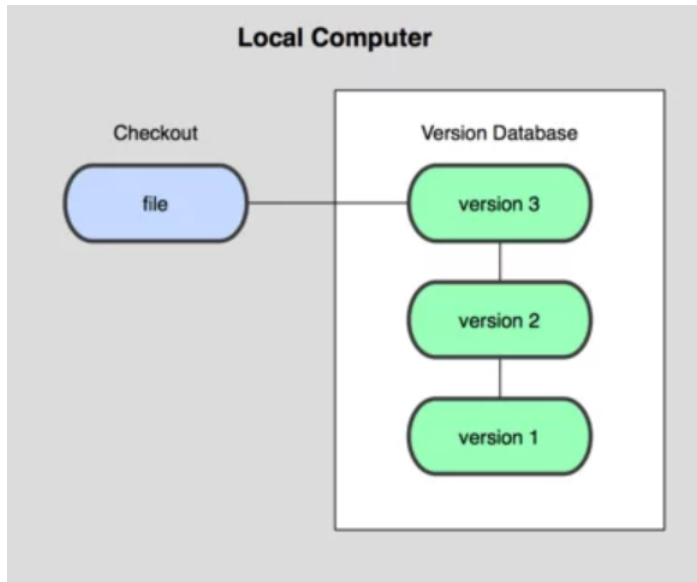 Local Computer
Checkout
Version Database
file
version 3
version 2
version 1